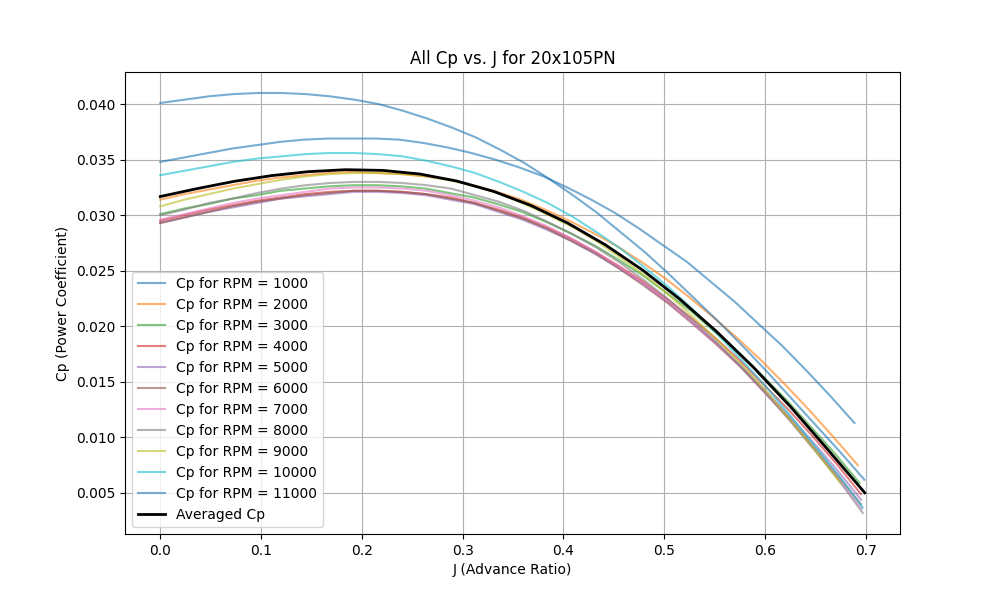 All Cp vs. J for 20x105PN
Cp (Power Coefficient)
0.040
0.035
0.030
0.025
0.020
0.015
0.010
0.005
Cp for RPM = 1000
Cp for RPM = 2000
Cp for RPM = 3000
Cp for RPM = 4000
Cp for RPM = 5000
Cp for RPM = 6000
Cp for RPM = 7000
Cp for RPM = 8000
Cp for RPM = 9000
Cp for RPM = 10000
Cp for RPM = 11000
Averaged Cp
0.0 0.1 0.2 0.3 0.4 0.5 0.6 0.7
J (Advance Ratio)